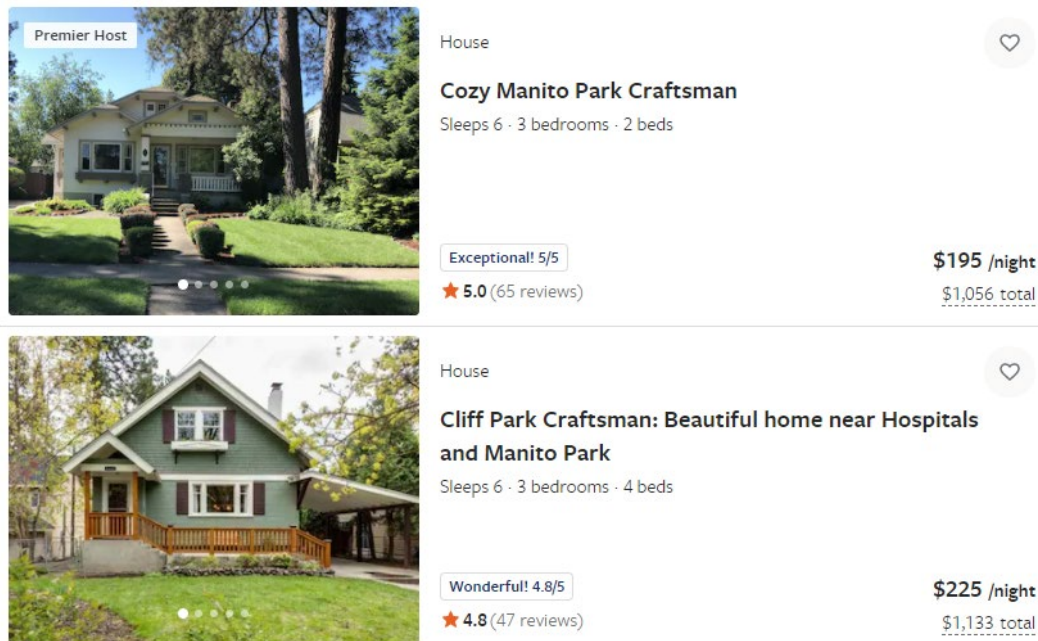 Premier Host
House
Cozy Manito Park Craftsman
Sleeps 6 · 3 bedrooms · 2 beds
Exceptional! 5/5
5.0 (65 reviews)
$195 /night
$1,056 total
House
Cliff Park Craftsman: Beautiful home near Hospitals
and Manito Park
Sleeps 6 · 3 bedrooms · 4 beds
Wonderful! 4.8/5
4.8 (47 reviews)
$225 /night
$1,133 total